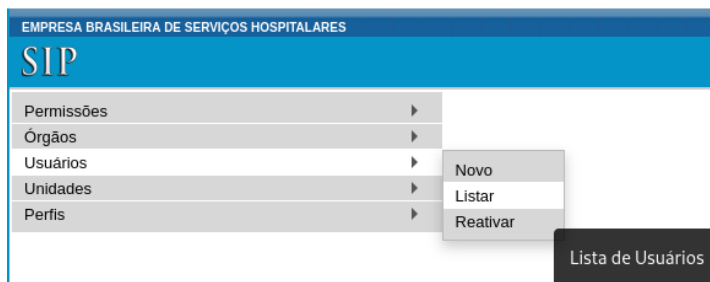 EMPRESA BRASILEIRA DE SERVIÇOS HOSPITALARES
SIP
Permissões
Órgãos
Usuários
Unidades
Perfis
Novo
Listar
Reativar
Lista de Usuários